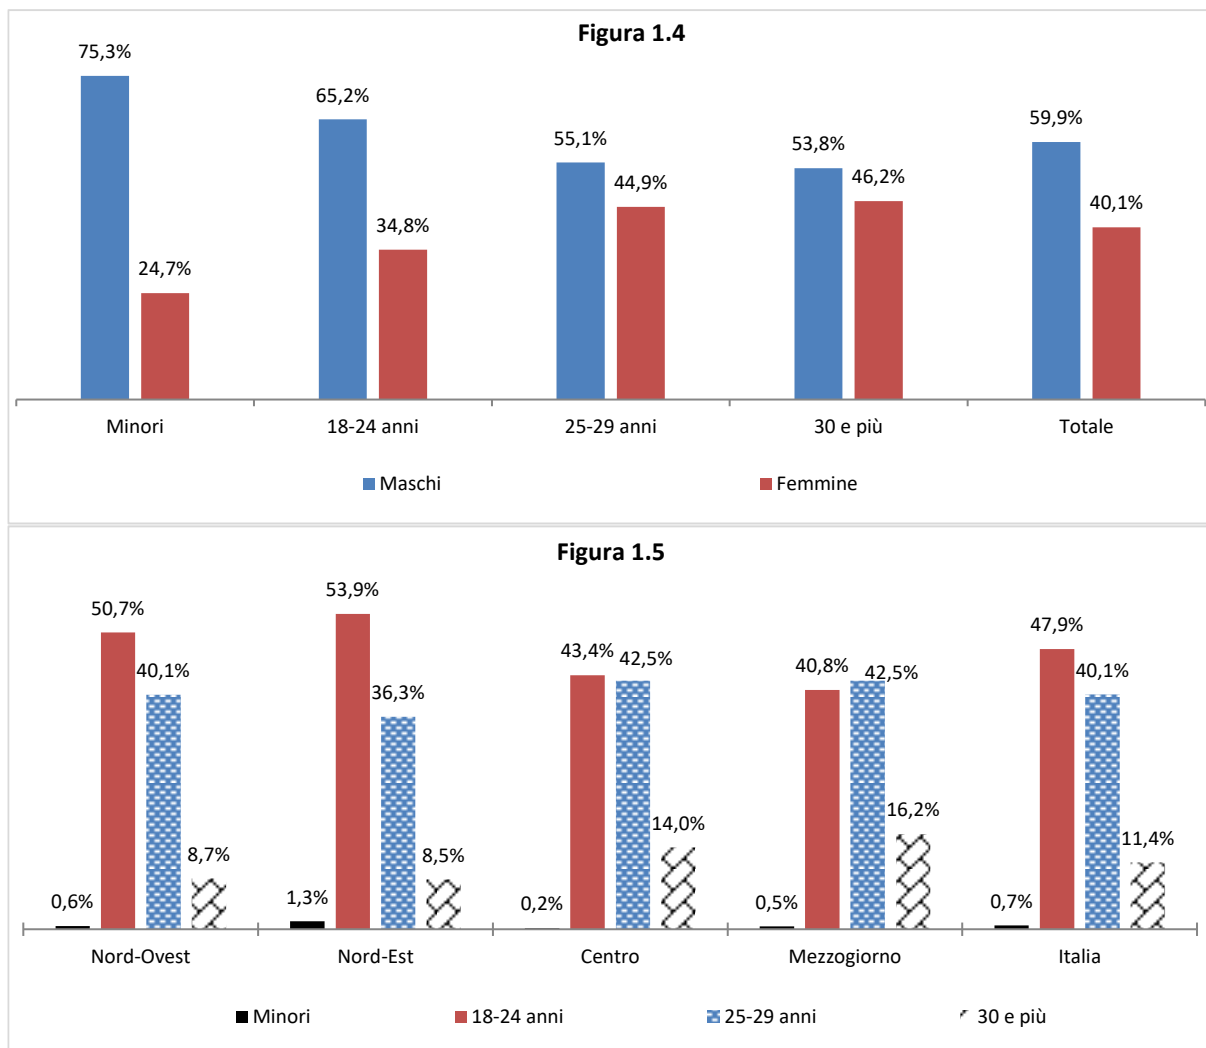 Figura 1.4
75,3%
24,7%
65,2%
34,8%
55,1%
44,9%
53,8%
46,2%
59,9%
40,1%
Minori
18-24 anni
25-29 anni
30 e più
Totale
Maschi
Femmine
Figura 1.5
0,6%
50,7%
40,1%
8,7%
1,3%
53,9%
36,3%
8,5%
0,2%
43,4%
42,5%
14,0%
0,5%
40,8%
42,5%
16,2%
0,7%
47,9%
40,1%
11,4%
Nord-Ovest
Nord-Est
Centro
Mezzogiorno
Italia
Minori
18-24 anni
25-29 anni
30 e più